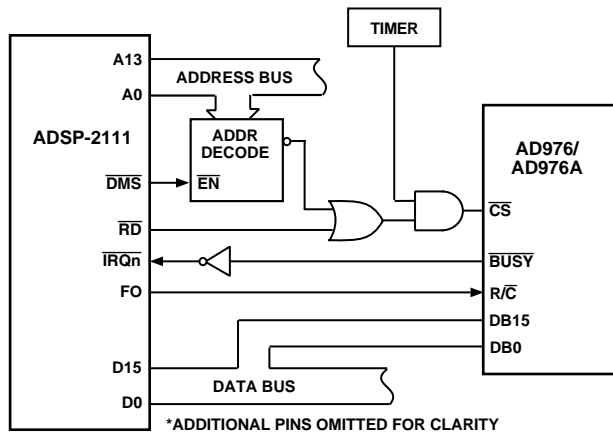 TIMER
A13
ADDRESS BUS
A0
ADSP-2111
ADDR
DECODE
AD976/
AD976A
DMS
EN
CS
RD
IRQn
BUSY
FO
R/C
DB15
DB0
D15
DATA BUS
D0
*ADDITIONAL PINS OMITTED FOR CLARITY